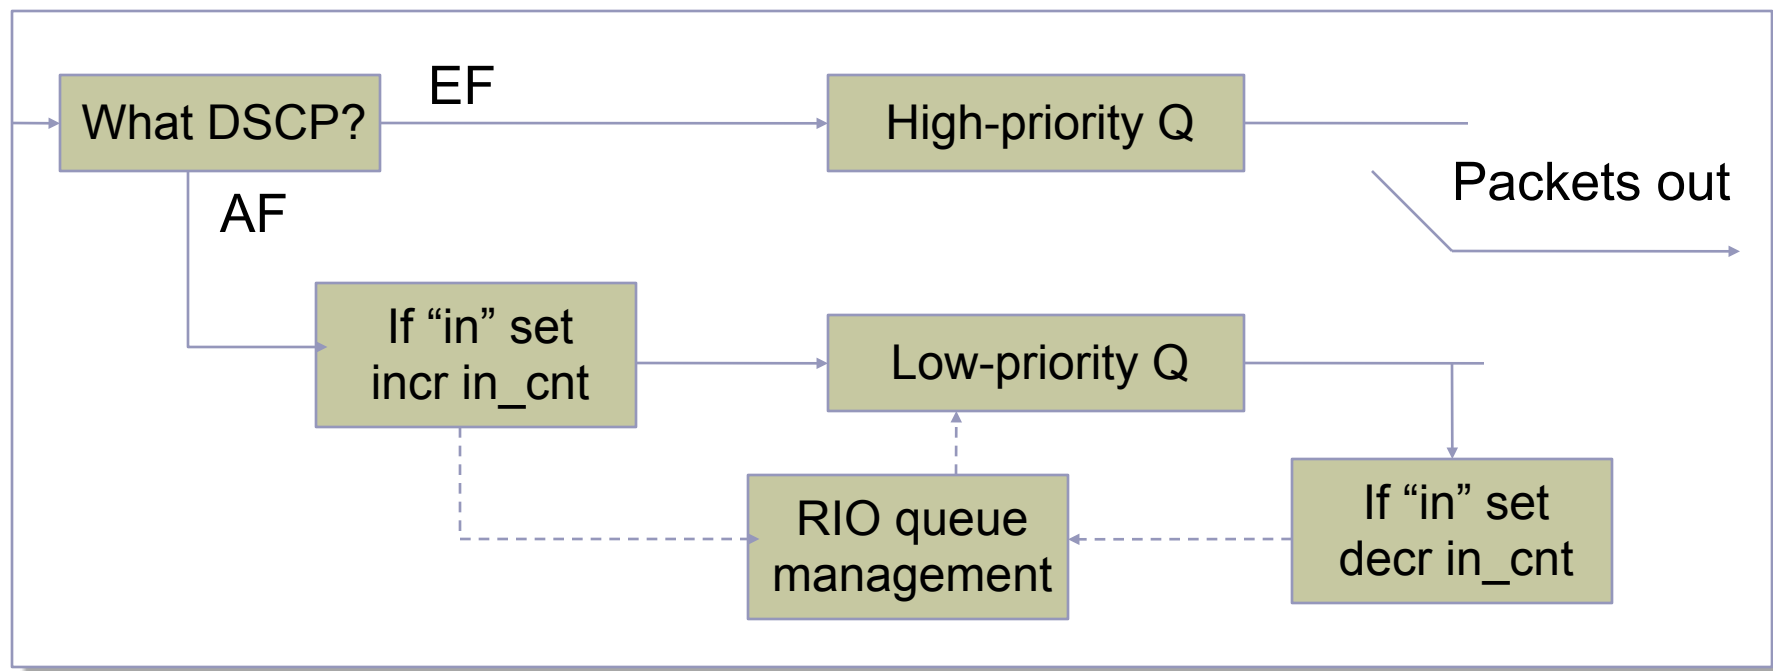 EF
What DSCP?
High-priority Q
Packets out
AF
If “in” set
incr in_cnt
Low-priority Q
RIO queue
management
If “in” set
decr in_cnt